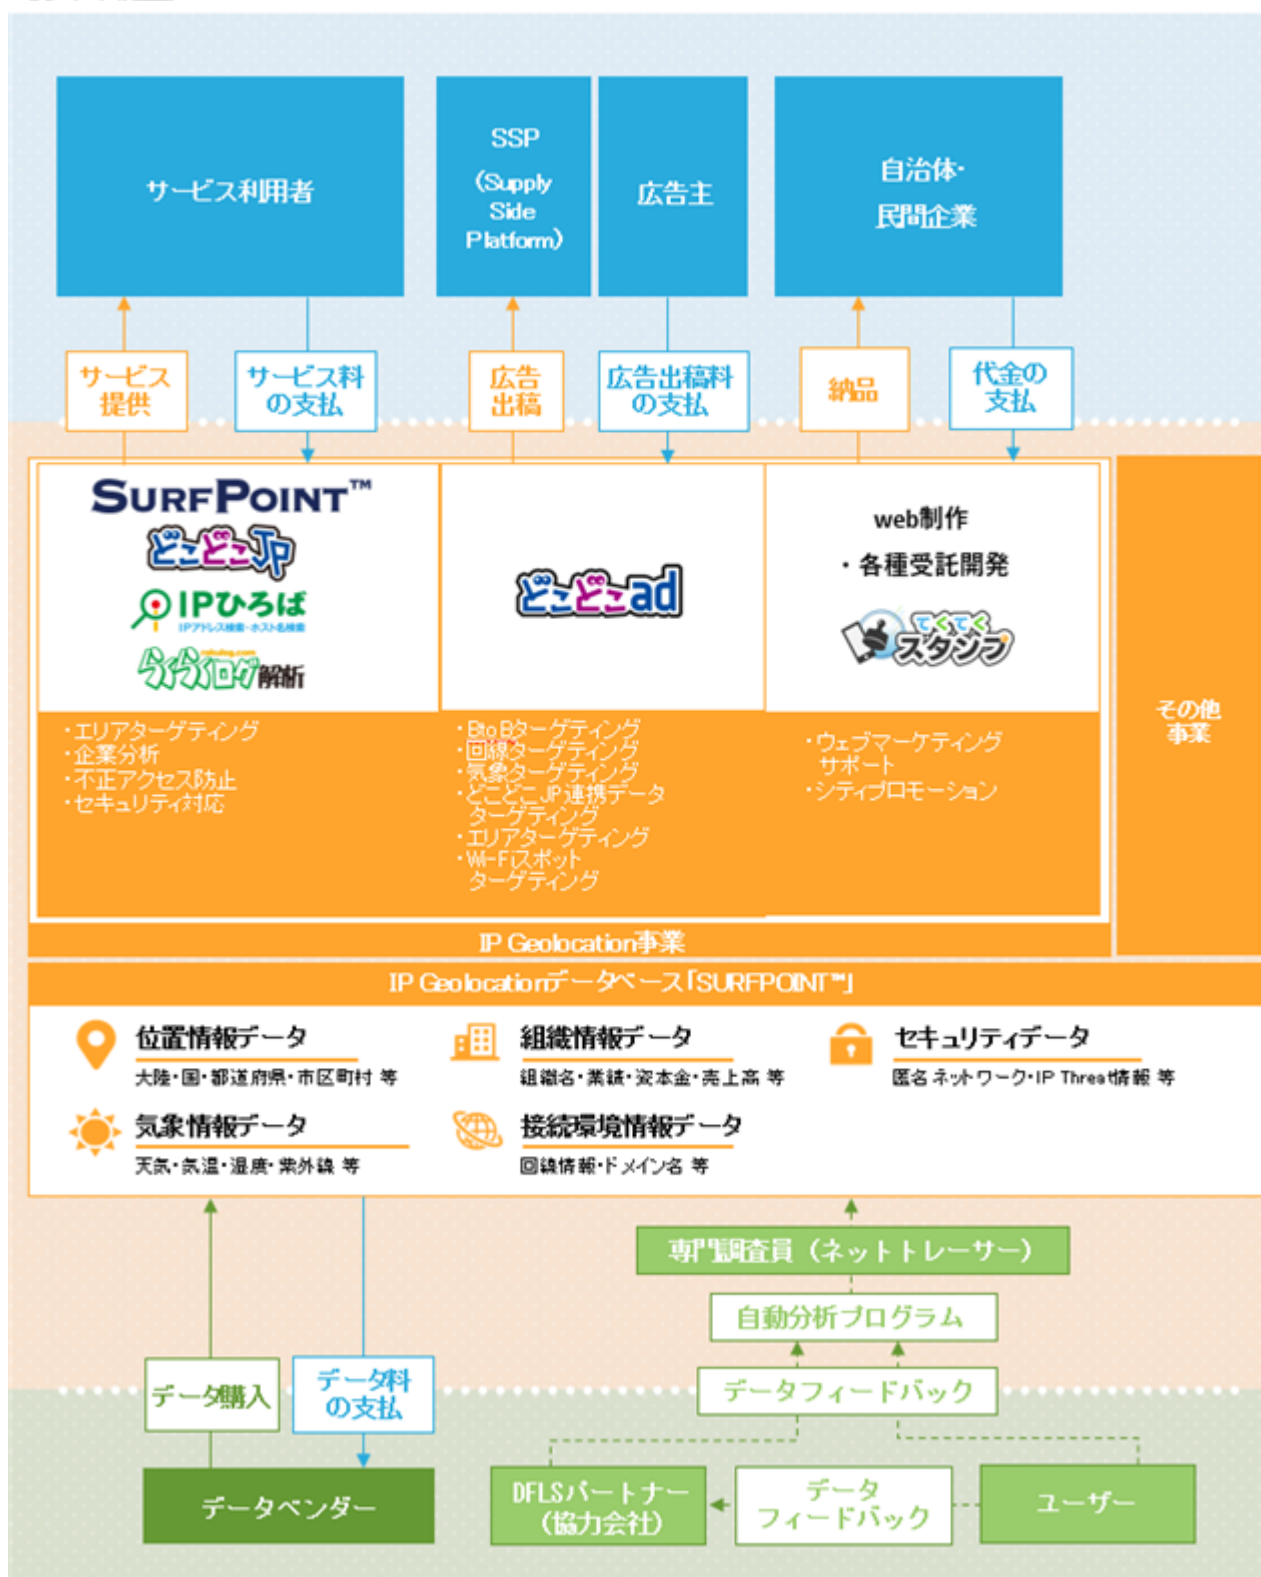 サービス利用者
SSP
(Supply
Side
Platform)
広告主
自治体・
民間企業
サービス
提供
サービス料
の支払
広告
出稿
広告出稿料
の支払
納品
代金の
支払
SURFPOINT™
どこどこJP
IPひろば
IPアドレス検索・ホスト名検索
らくらくログ解析
どこどこad
web制作
・各種受託開発
てくてく
スタンプ
・エリアターゲティング
・企業分析
・不正アクセス防止
・セキュリティ対応
・BtoBターゲティング
・回線ターゲティング
・気象ターゲティング
・どこどこJP連携データ
ターゲティング
・エリアターゲティング
・Wi-Fiスポット
ターゲティング
・ウェブマーケティング
サポート
・シティプロモーション
その他
事業
IP Geolocation事業
IP Geolocationデータベース「SURFPOINT™」
位置情報データ
大陸・国・都道府県・市区町村 等
組織情報データ
組織名・業績・資本金・売上高 等
セキュリティデータ
匿名ネットワーク・IP Threat情報 等
気象情報データ
天気・気温・湿度・紫外線 等
接続環境情報データ
回線情報・ドメイン名 等
専門調査員（ネットトレーサー）
自動分析プログラム
データ購入
データ料
の支払
データフィードバック
データベンダー
DFLSパートナー
（協力会社）
データ
フィードバック
ユーザー